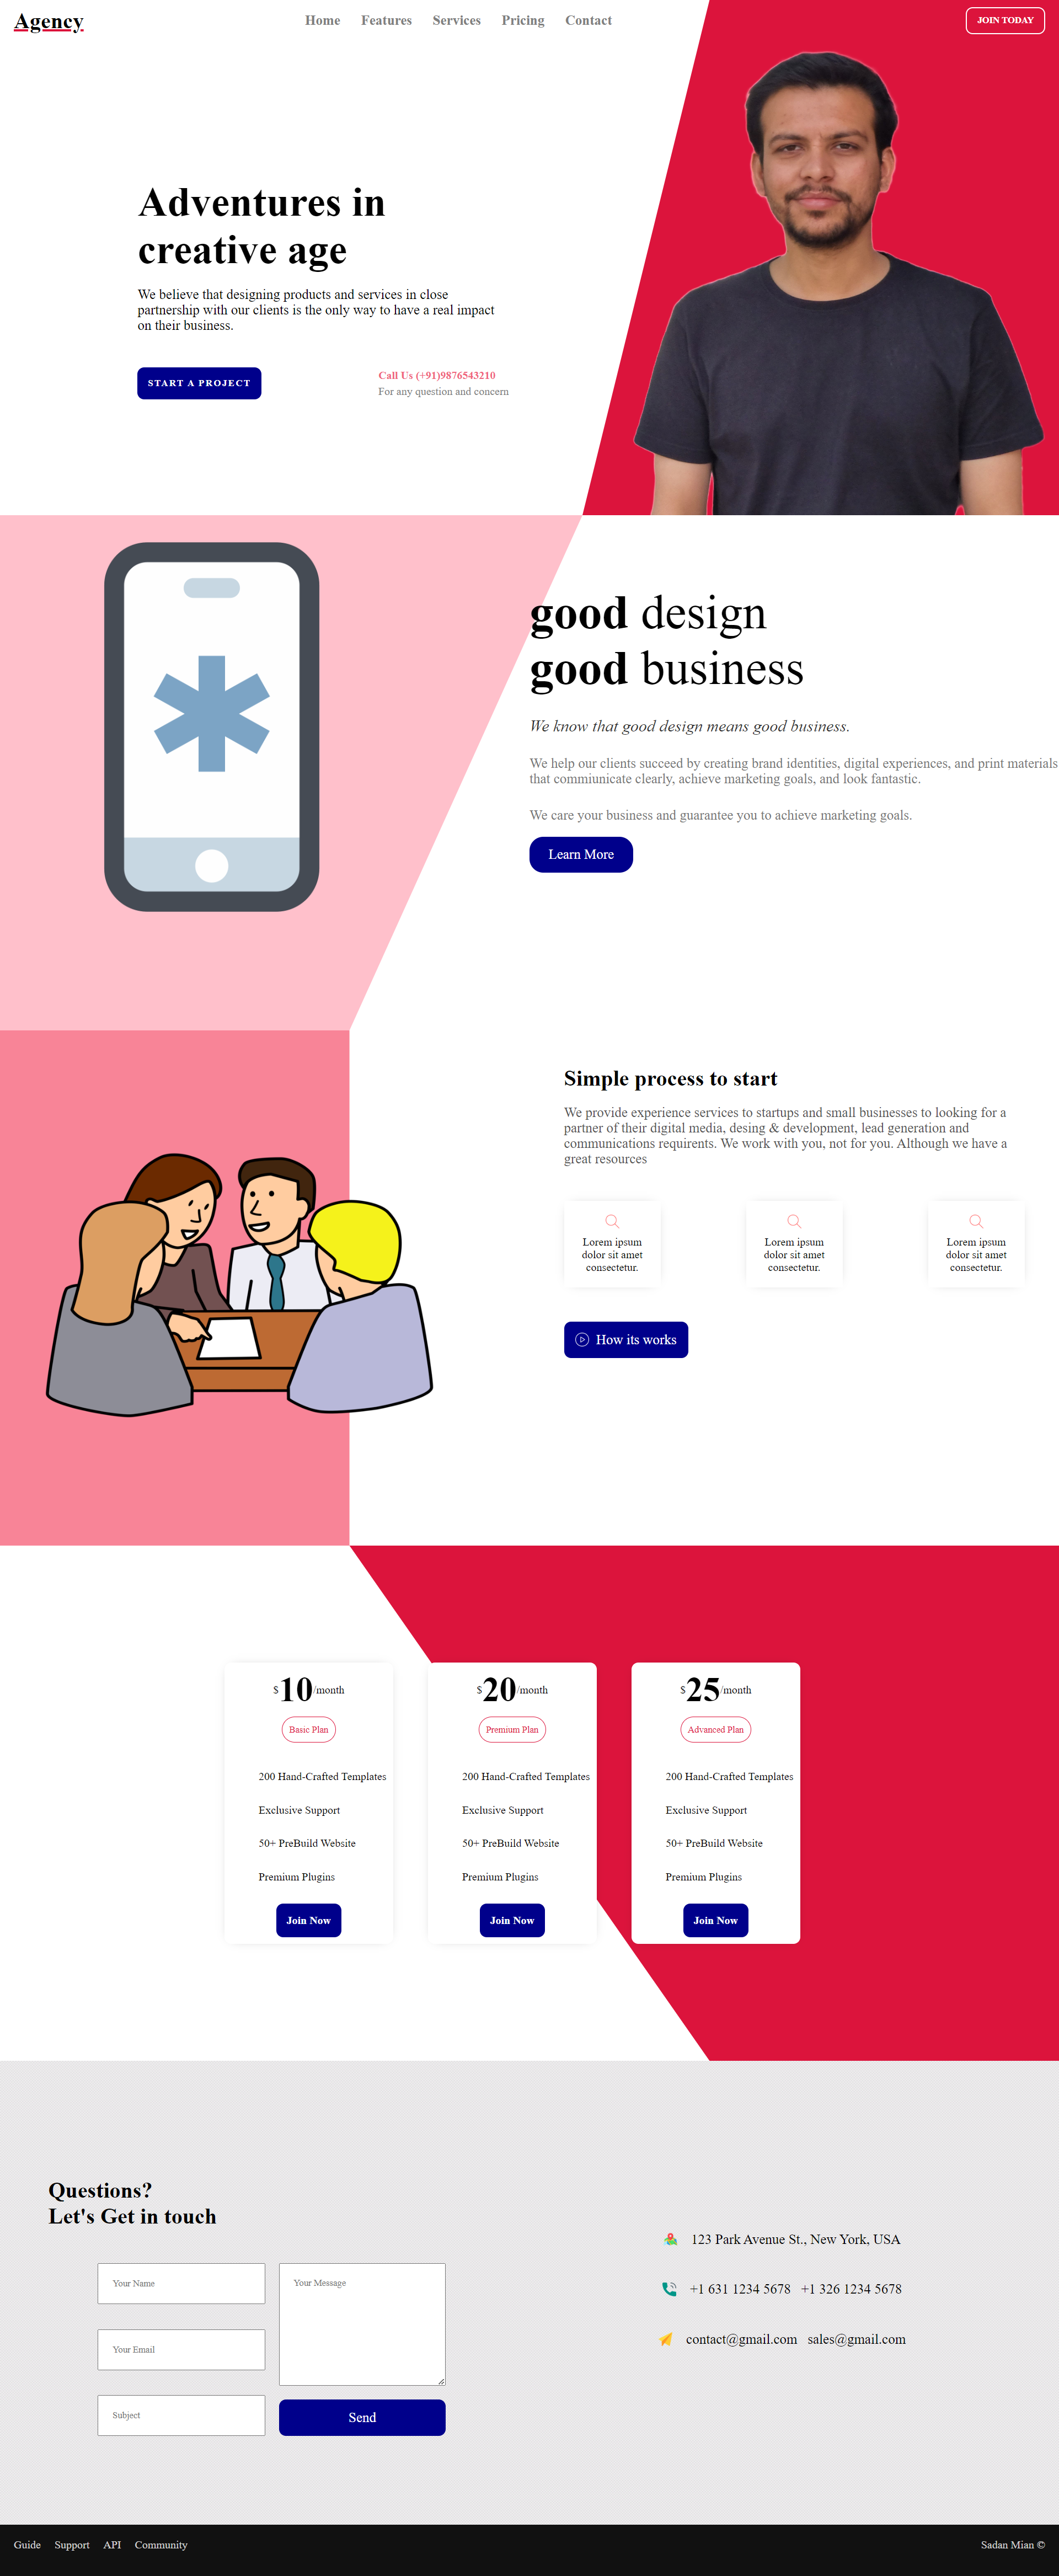 Agency
Home Features Services Pricing Contact
JOIN TODAY
Adventures in
creative age
We believe that designing products and services in close
partnership with our clients is the only way to have a real impact
on their business.
START A PROJECT
Call Us (+91)9876543210
For any question and concern
good design
good business
We know that good design means good business.
We help our clients succeed by creating brand identities, digital experiences, and print materials
that commiunicate clearly, achieve marketing goals, and look fantastic.
We care your business and guarantee you to achieve marketing goals.
Learn More
Simple process to start
We provide experience services to startups and small businesses to looking for a
partner of their digital media, desing & development, lead generation and
communications requirents. We work with you, not for you. Although we have a
great resources
Lorem ipsum
dolor sit amet
consectetur.
Lorem ipsum
dolor sit amet
consectetur.
Lorem ipsum
dolor sit amet
consectetur.
How its works
$10/month
Basic Plan
200 Hand-Crafted Templates
Exclusive Support
50+ PreBuild Website
Premium Plugins
Join Now
$20/month
Premium Plan
200 Hand-Crafted Templates
Exclusive Support
50+ PreBuild Website
Premium Plugins
Join Now
$25/month
Advanced Plan
200 Hand-Crafted Templates
Exclusive Support
50+ PreBuild Website
Premium Plugins
Join Now
Questions?
Let's Get in touch
Your Name
Your Email
Subject
Your Message
Send
123 Park Avenue St., New York, USA
+1 631 1234 5678 +1 326 1234 5678
contact@gmail.com sales@gmail.com
Guide Support API Community
Sadan Mian ©